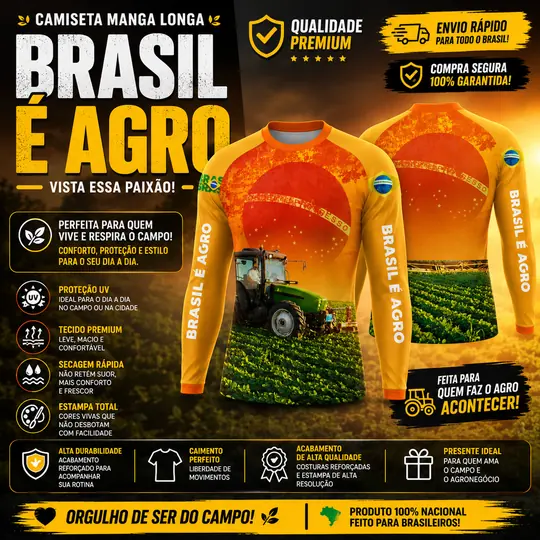 CAMISETA MANGA LONGA
BRASIL
É AGRO
VISTA ESSA PAIXÃO!
QUALIDADE
PREMIUM
ENVIO RÁPIDO
PARA TODO O BRASIL!
COMPRA SEGURA
100% GARANTIDA!
PERFEITA PARA QUEM
VIVE E RESPIRA O CAMPO!
CONFORTO, PROTEÇÃO E ESTILO
PARA O SEU DIA A DIA.
UV
PROTEÇÃO UV
IDEAL PARA O DIA A DIA
NO CAMPO OU NA CIDADE
TECIDO PREMIUM
LEVE, MACIO E
CONFORTÁVEL
SECAGEM RÁPIDA
NÃO RETÉM SUOR,
MAIS CONFORTO
E FRESCOR
ESTAMPA TOTAL
CORES VIVAS QUE
NÃO DESBOTAM
COM FACILIDADE
BRASIL É AGRO
BRASIL É AGRO
BRASIL É AGRO
FEITA PARA
QUEM FAZ O AGRO
ACONTECER!
ALTA DURABILIDADE
ACABAMENTO
REFORÇADO PARA
ACOMPANHAR
SUA ROTINA
CAIMENTO
PERFEITO
LIBERDADE DE
MOVIMENTOS
ACABAMENTO
DE ALTA QUALIDADE
COSTURAS REFORÇADAS
E ESTAMPA DE ALTA
RESOLUÇÃO
PRESENTE IDEAL
PARA QUEM AMA
O CAMPO E
O AGRONEGÓCIO
ORGULHO DE SER DO CAMPO!
PRODUTO 100% NACIONAL
FEITO PARA BRASILEIROS!